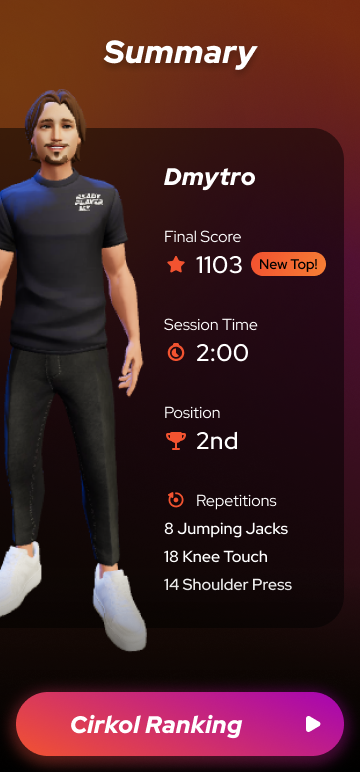 Summary
READY
PLAYER
ME
Dmytro
Final Score
1103 New Top!
Session Time
2:00
Position
2nd
Repetitions
8 Jumping Jacks
18 Knee Touch
14 Shoulder Press
Cirkol Ranking